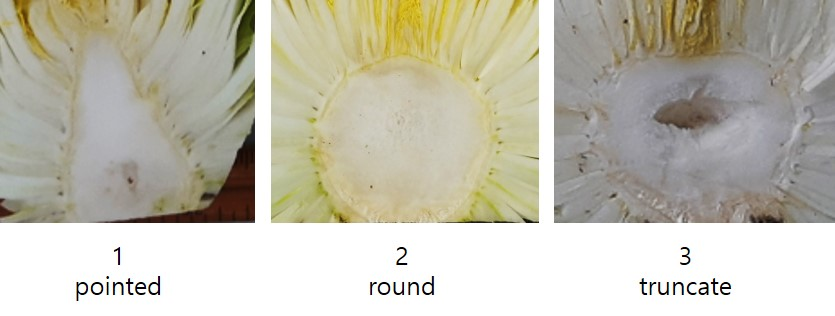 1
pointed
2
round
3
truncate